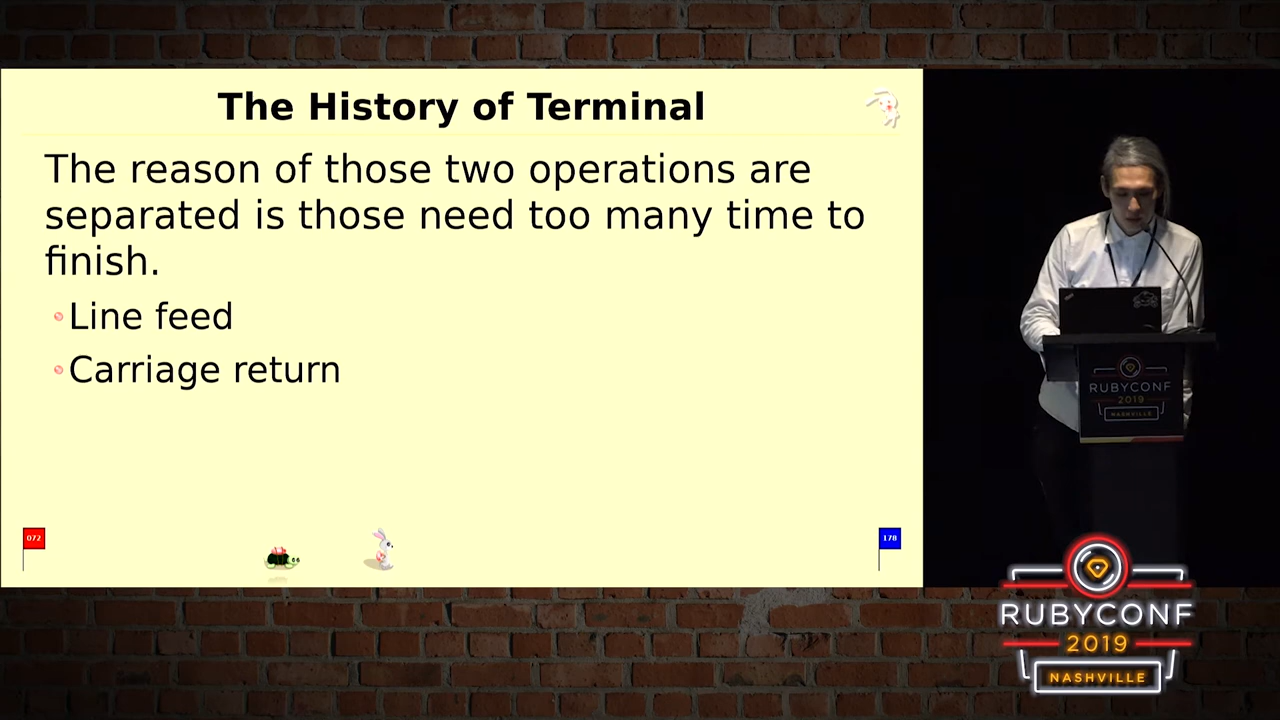 The History of Terminal
The reason of those two operations are
separated is those need too many time to
finish.
Line feed
Carriage return
072
178
RUBYCONF
2019
NASHVILLE
RUBYCONF
2019
NASHVILLE